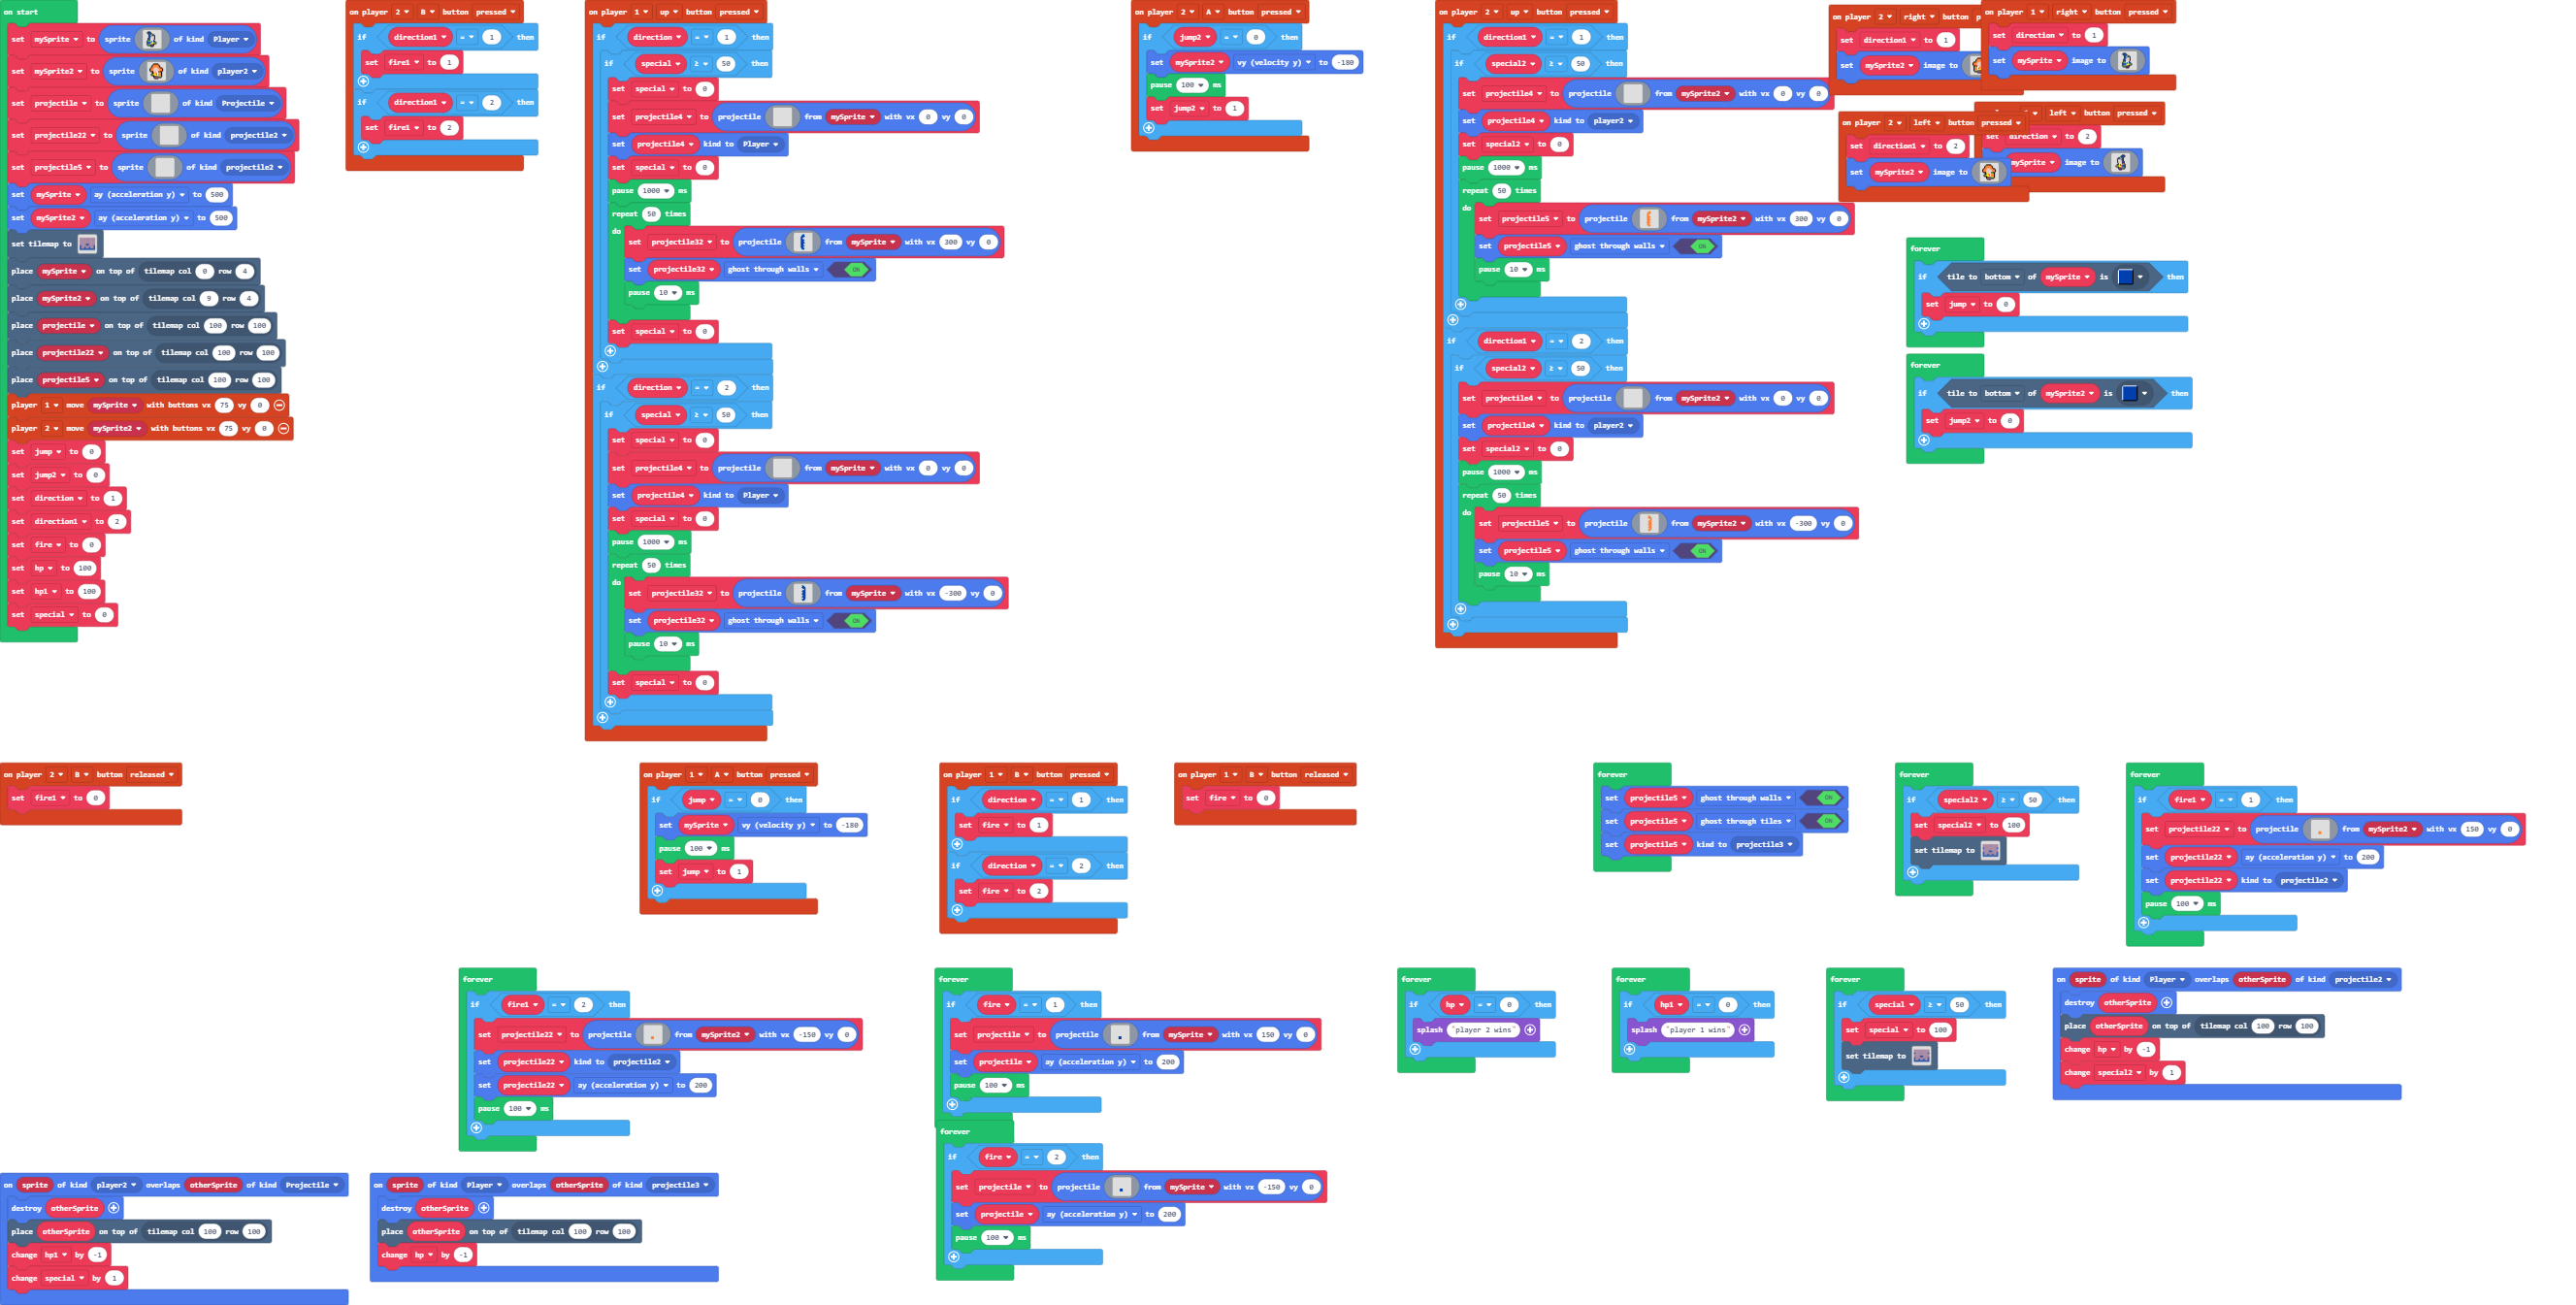 on start
set mySprite to sprite of kind Player
set mySprite2 to sprite of kind player2
set projectile to sprite of kind Projectile
set projectile22 to sprite of kind projectile2
set projectile5 to sprite of kind projectile2
set mySprite ay (acceleration y) to 500
set mySprite2 ay (acceleration y) to 500
set tilemap to
place mySprite on top of tilemap col 0 row 4
place mySprite2 on top of tilemap col 9 row 4
place projectile on top of tilemap col 100 row 100
place projectile22 on top of tilemap col 100 row 100
place projectile5 on top of tilemap col 100 row 100
player 1 move mySprite with buttons vx 75 vy 0
player 2 move mySprite2 with buttons vx 75 vy 0
set jump to 0
set jump2 to 0
set direction to 1
set direction1 to 2
set fire to 0
set hp to 100
set hp1 to 100
set special to 0
on player 2 B button pressed
if direction1 = 1 then
set fire1 to 1
if direction1 = 2 then
set fire1 to 2
on player 1 up button pressed
if direction = 1 then
if special ≥ 50 then
set special to 0
set projectile4 to projectile from mySprite with vx 0 vy 0
set projectile4 kind to Player
set special to 0
pause 1000 ms
repeat 50 times
do
set projectile32 to projectile from mySprite with vx 300 vy 0
set projectile32 ghost through walls ON
pause 10 ms
set special to 0
if direction = 2 then
if special ≥ 50 then
set special to 0
set projectile4 to projectile from mySprite with vx 0 vy 0
set projectile4 kind to Player
set special to 0
pause 1000 ms
repeat 50 times
do
set projectile32 to projectile from mySprite with vx -300 vy 0
set projectile32 ghost through walls ON
pause 10 ms
set special to 0
on player 2 A button pressed
if jump2 = 0 then
set mySprite2 vy (velocity y) to -180
pause 100 ms
set jump2 to 1
on player 2 up button pressed
if direction1 = 1 then
if special2 ≥ 50 then
set projectile4 to projectile from mySprite2 with vx 0 vy 0
set projectile4 kind to player2
set special2 to 0
pause 1000 ms
repeat 50 times
do
set projectile5 to projectile from mySprite2 with vx 300 vy 0
set projectile5 ghost through walls ON
pause 10 ms
if direction1 = 2 then
if special2 ≥ 50 then
set projectile4 to projectile from mySprite2 with vx 0 vy 0
set projectile4 kind to player2
set special2 to 0
pause 1000 ms
repeat 50 times
do
set projectile5 to projectile from mySprite2 with vx -300 vy 0
set projectile5 ghost through walls ON
pause 10 ms
on player 2 right button
set direction1 to 1
set mySprite2 image to
on player 1 right button pressed
set direction to 1
set mySprite image to
on player 2 left button pressed
set direction1 to 2
set mySprite2 image to
left button pressed
set direction to 2
mySprite image to
forever
if tile to bottom of mySprite is then
set jump to 0
forever
if tile to bottom of mySprite2 is then
set jump2 to 0
on player 2 B button released
set fire1 to 0
on player 1 A button pressed
if jump = 0 then
set mySprite vy (velocity y) to -180
pause 100 ms
set jump to 1
on player 1 B button pressed
if direction = 1 then
set fire to 1
if direction = 2 then
set fire to 2
on player 1 B button released
set fire to 0
forever
set projectile5 ghost through walls ON
set projectile5 ghost through tiles ON
set projectile5 kind to projectile3
forever
if special2 ≥ 50 then
set special2 to 100
set tilemap to
forever
if fire1 = 1 then
set projectile22 to projectile from mySprite2 with vx 150 vy 0
set projectile22 ay (acceleration y) to 200
set projectile22 kind to projectile2
pause 100 ms
forever
if fire1 = 2 then
set projectile22 to projectile from mySprite2 with vx -150 vy 0
set projectile22 kind to projectile2
set projectile22 ay (acceleration y) to 200
pause 100 ms
forever
if fire = 1 then
set projectile to projectile from mySprite with vx 150 vy 0
set projectile ay (acceleration y) to 200
pause 100 ms
forever
if fire = 2 then
set projectile to projectile from mySprite with vx -150 vy 0
set projectile ay (acceleration y) to 200
pause 100 ms
forever
if hp = 0 then
splash "player 2 wins"
forever
if hp1 = 0 then
splash "player 1 wins"
forever
if special ≥ 50 then
set special to 100
set tilemap to
on sprite of kind Player overlaps otherSprite of kind projectile2
destroy otherSprite
place otherSprite on top of tilemap col 100 row 100
change hp by -1
change special2 by 1
on sprite of kind player2 overlaps otherSprite of kind Projectile
destroy otherSprite
place otherSprite on top of tilemap col 100 row 100
change hp1 by -1
change special by 1
on sprite of kind Player overlaps otherSprite of kind projectile3
destroy otherSprite
place otherSprite on top of tilemap col 100 row 100
change hp by -1